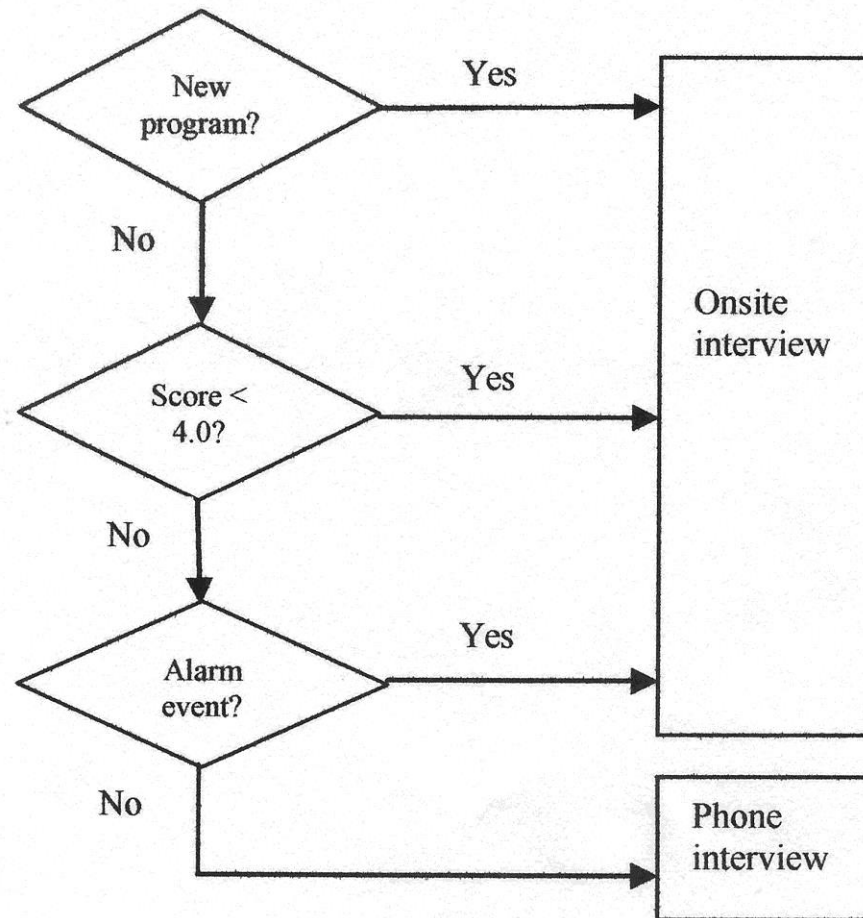 New
program?
Yes
No
Onsite
interview
Score <
4.0?
Yes
No
Alarm
event?
Yes
No
Phone
interview